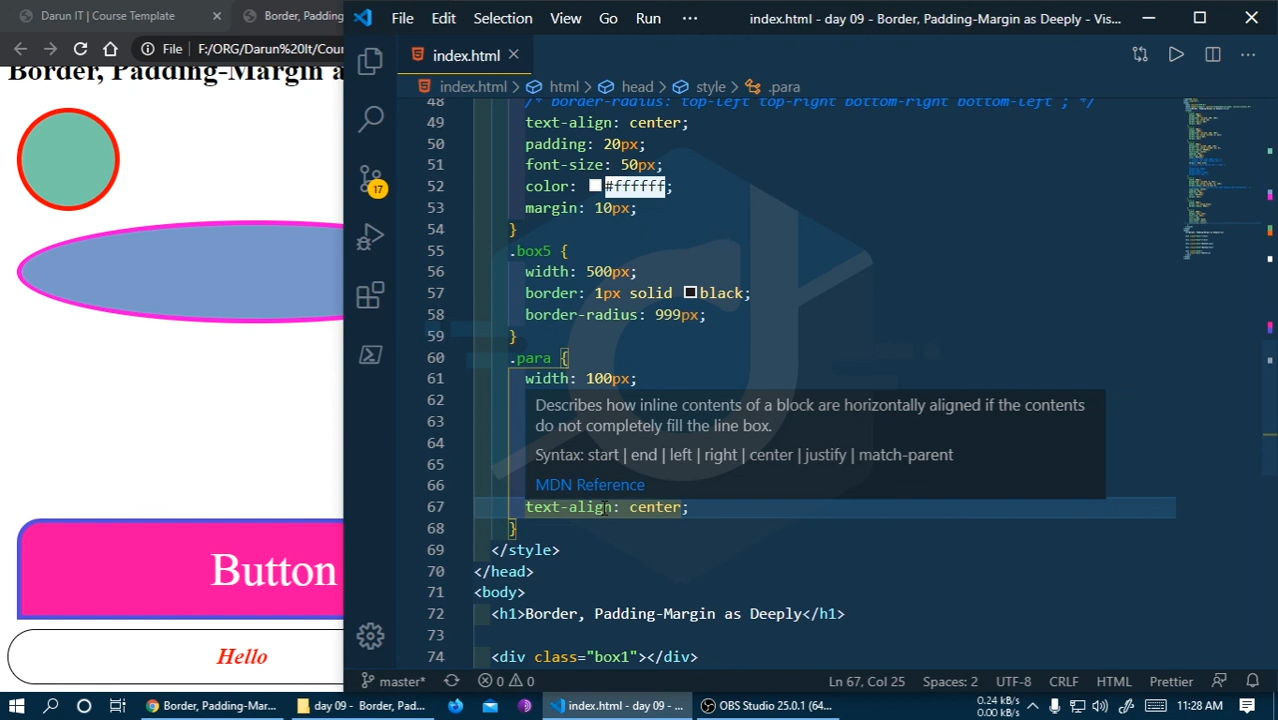 Darun IT | Course Template
Border, Padding
File F:/ORG/Darun%20It/Cour
Border, Padding-Margin a
Button
Hello
File Edit Selection View Go Run ··· index.html - day 09 - Border, Padding-Margin as Deeply - Vis...
index.html
index.html > html > head > style > .para
48 /* border-radius: top-left top-right bottom-right bottom-left ; */
49 text-align: center;
50 padding: 20px;
51 font-size: 50px;
52 color: #ffffff;
53 margin: 10px;
54 }
55 .box5 {
56 width: 500px;
57 border: 1px solid black;
58 border-radius: 999px;
59 }
60 .para {
61 width: 100px;
62
63
64
65
66
Describes how inline contents of a block are horizontally aligned if the contents
do not completely fill the line box.
Syntax: start | end | left | right | center | justify | match-parent
MDN Reference
67 text-align: center;
68 }
69 </style>
70 </head>
71 <body>
72 <h1>Border, Padding-Margin as Deeply</h1>
73
74 <div class="box1"></div>
17
master* 0 0 Ln 67, Col 25 Spaces: 2 UTF-8 CRLF HTML Prettier
Border, Padding-Mar... day 09 - Border, Pad... index.html - day 09 - ... OBS Studio 25.0.1 (64... 0.24 kB/s
0.00 kB/s
11:28 AM